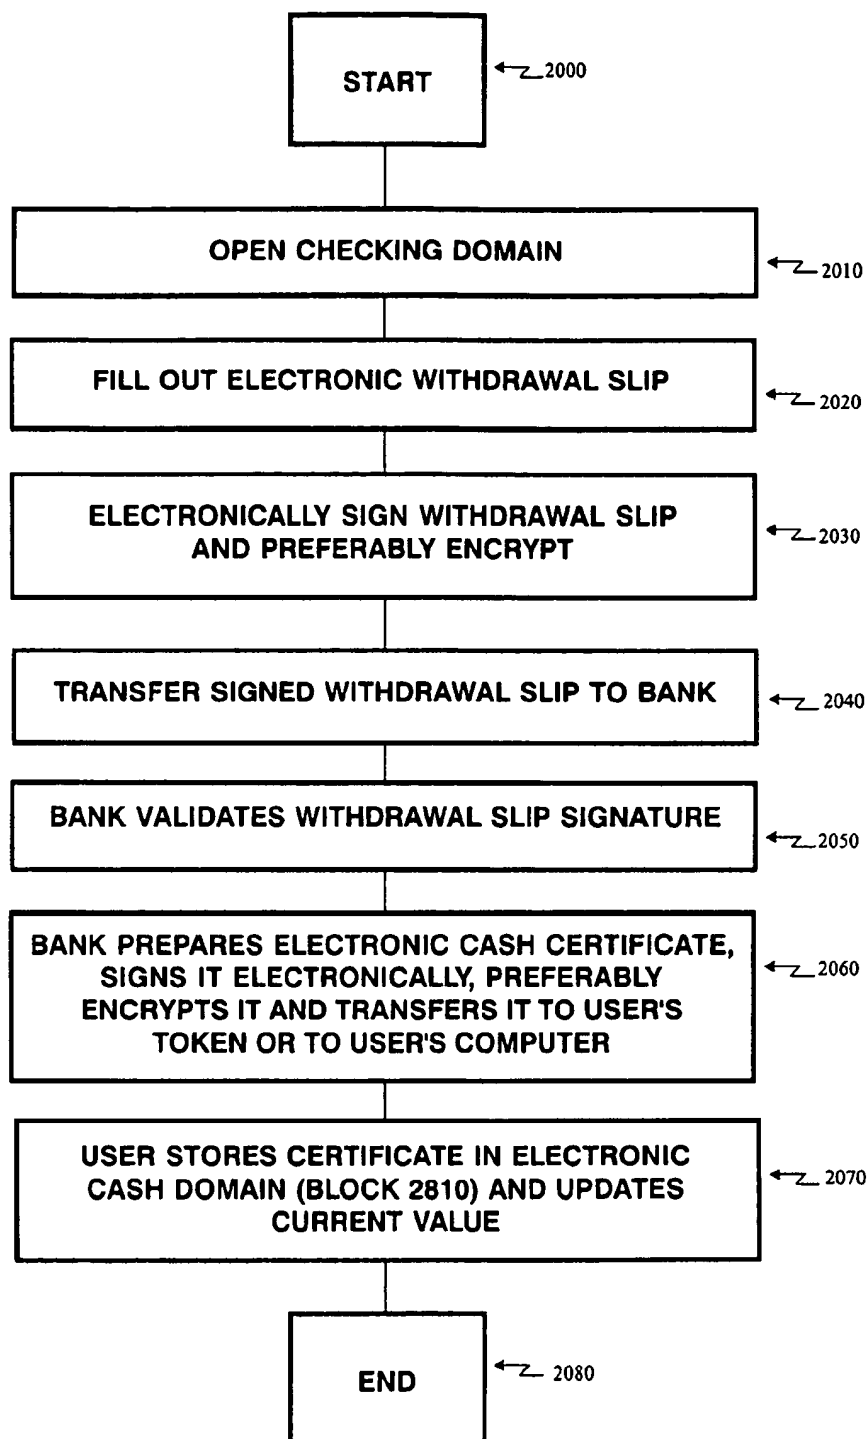 START
2000
OPEN CHECKING DOMAIN
2010
FILL OUT ELECTRONIC WITHDRAWAL SLIP
2020
ELECTRONICALLY SIGN WITHDRAWAL SLIP
AND PREFERABLY ENCRYPT
2030
TRANSFER SIGNED WITHDRAWAL SLIP TO BANK
2040
BANK VALIDATES WITHDRAWAL SLIP SIGNATURE
2050
BANK PREPARES ELECTRONIC CASH CERTIFICATE,
SIGNS IT ELECTRONICALLY, PREFERABLY
ENCRYPTS IT AND TRANSFERS IT TO USER'S
TOKEN OR TO USER'S COMPUTER
2060
USER STORES CERTIFICATE IN ELECTRONIC
CASH DOMAIN (BLOCK 2810) AND UPDATES
CURRENT VALUE
2070
END
2080